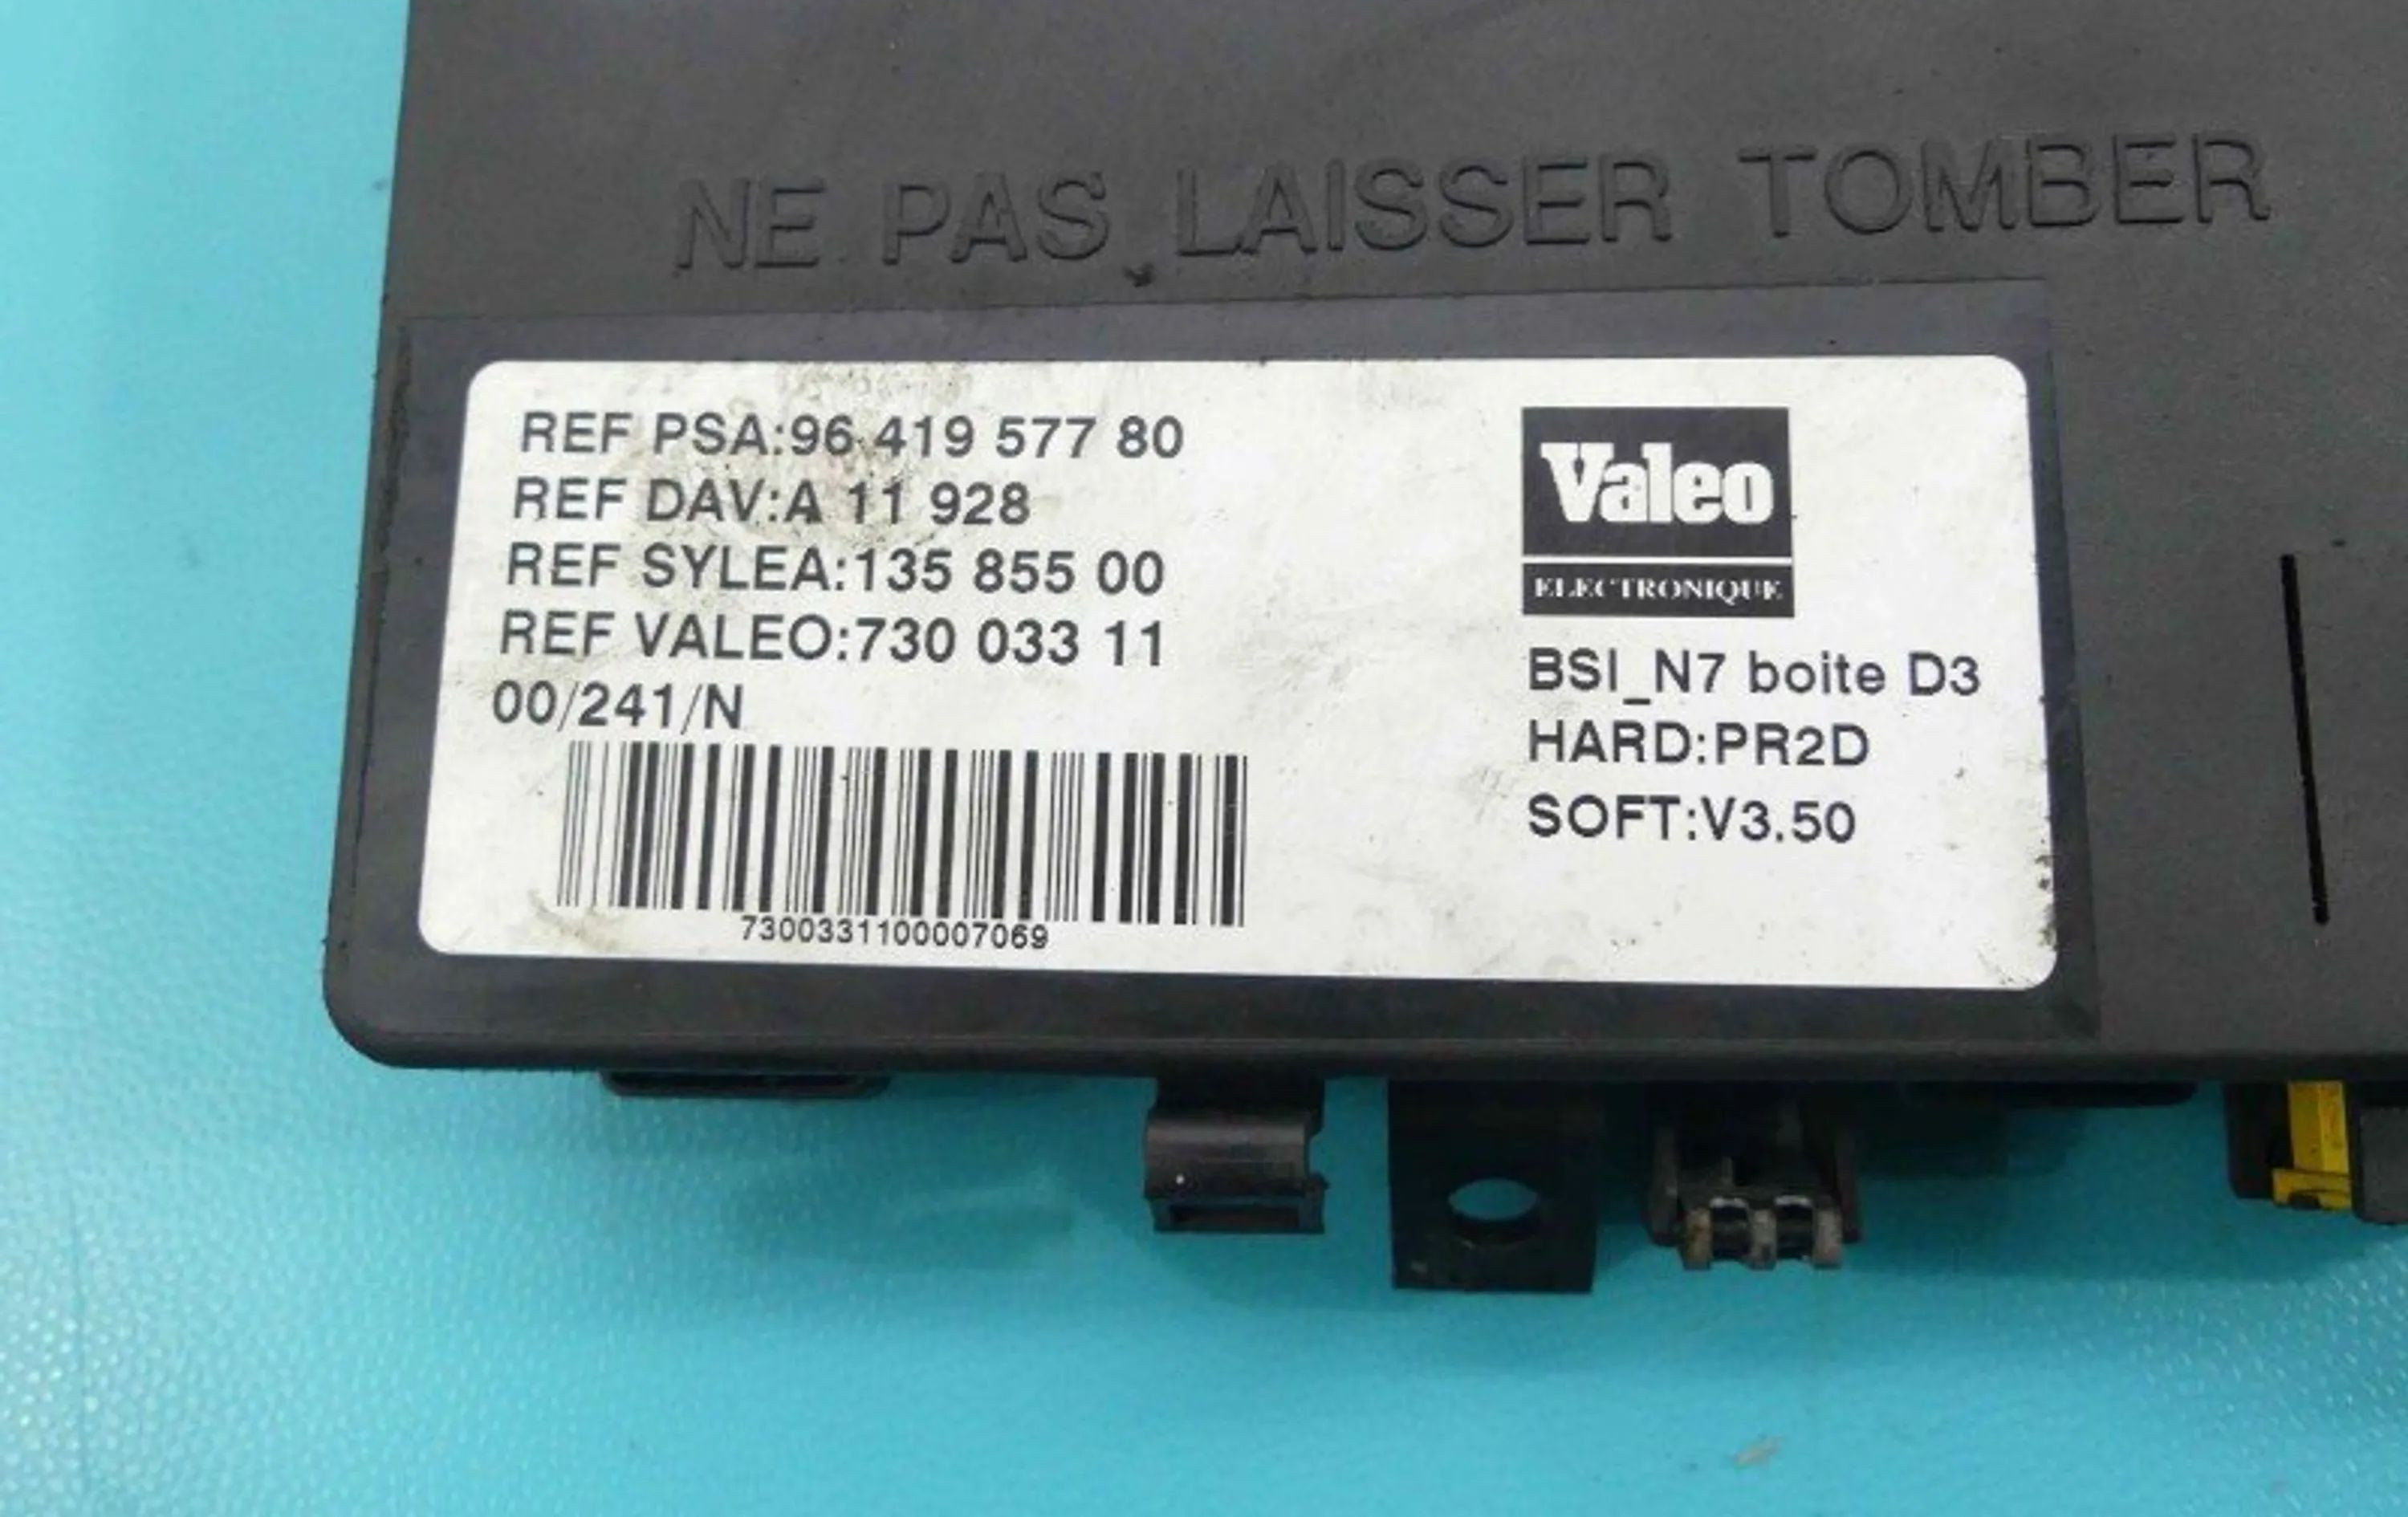 NE PAS LAISSER TOMBER
REF PSA:96 419 577 80
REF DAV:A 11 928
REF SYLEA:135 855 00
REF VALEO:730 033 11
00/241/N
7300331100007069
Valeo
ELECTRONIQUE
BSI_N7 boite D3
HARD:PR2D
SOFT:V3.50